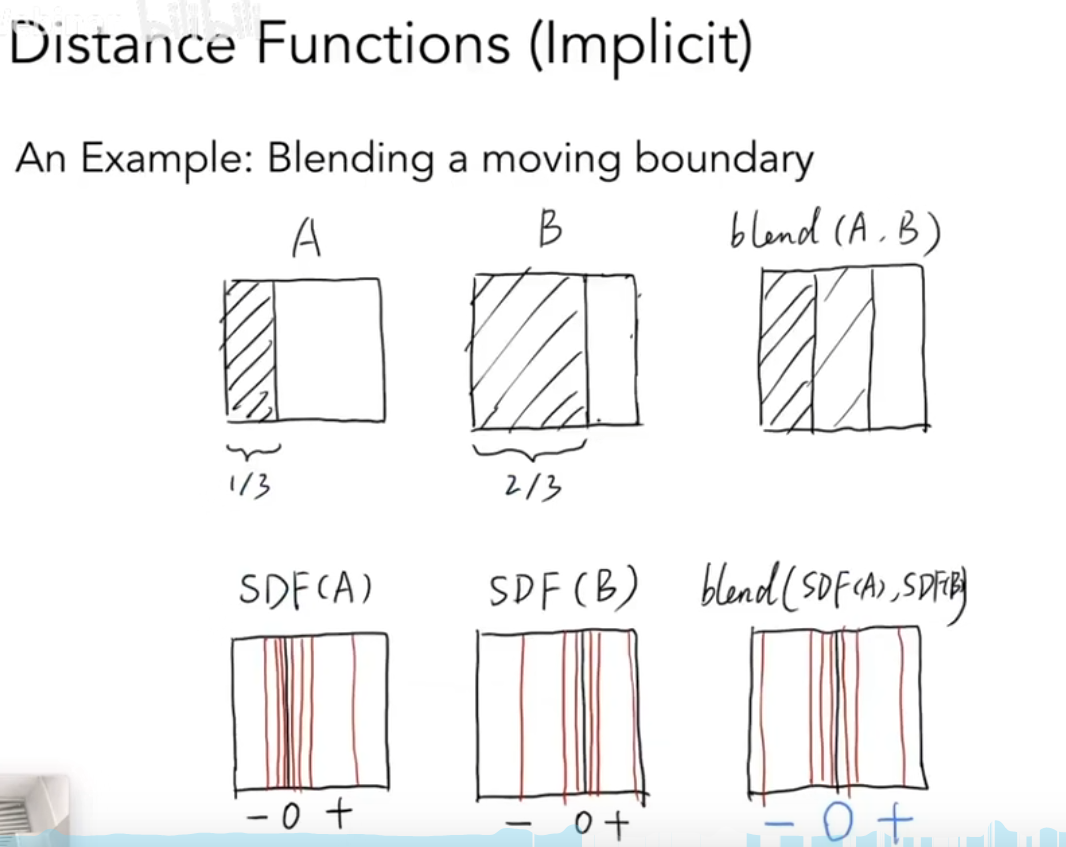 bilibili
Distance Functions (Implicit)
An Example: Blending a moving boundary
A B blend (A, B)
1/3 2/3
SDF(A) SDF(B) blend(SDF(A), SDF(B)
- 0 + - 0 + - 0 +